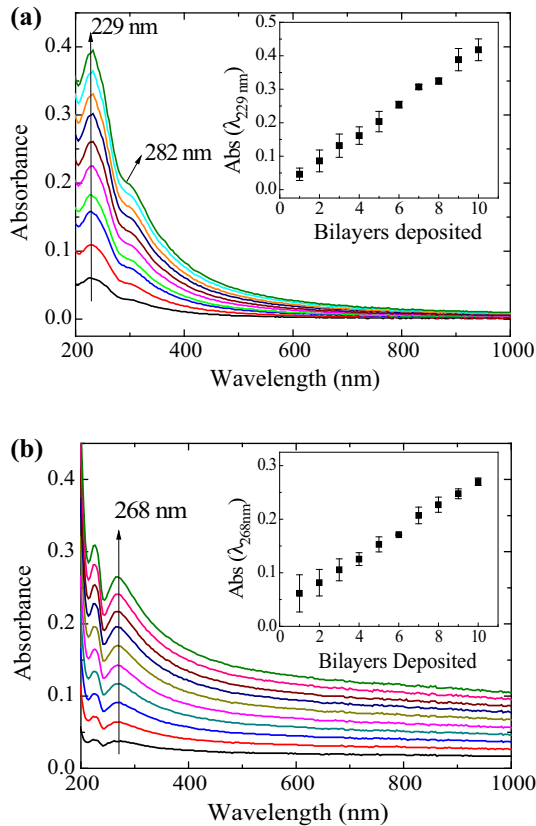 (a)
229 nm
282 nm
0.4
0.3
0.2
0.1
0.0
Absorbance
200 400 600 800 1000
Wavelength (nm)
0.5
0.4
0.3
0.2
0.1
0.0
Abs (λ229 nm)
0 2 4 6 8 10
Bilayers deposited
(b)
268 nm
0.4
0.3
0.2
0.1
0.0
Absorbance
200 400 600 800 1000
Wavelength (nm)
0.3
0.2
0.1
0.0
Abs (λ268nm)
0 2 4 6 8 10
Bilayers Deposited